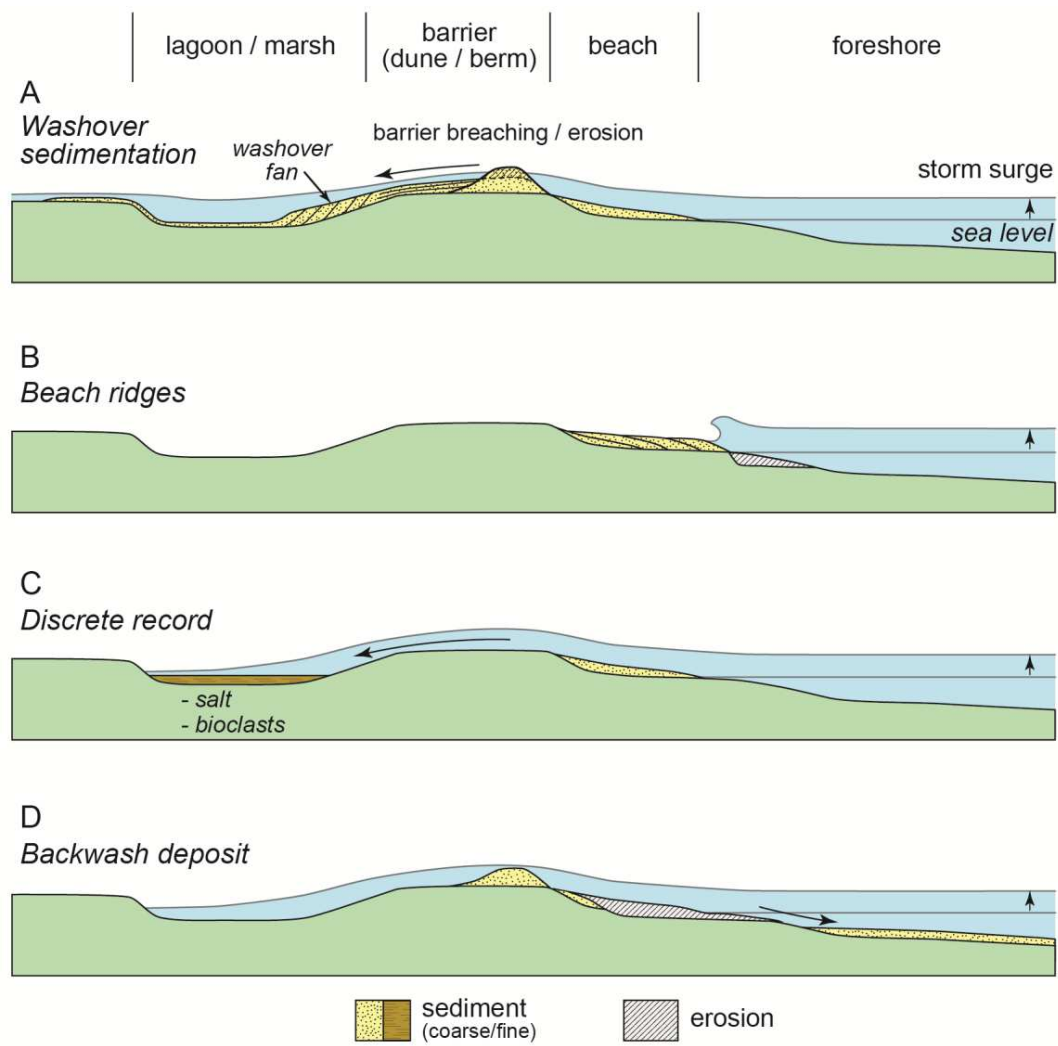 lagoon / marsh
barrier
(dune / berm)
beach
foreshore
A
Washover
sedimentation
washover
fan
barrier breaching / erosion
storm surge
sea level
B
Beach ridges
C
Discrete record
- salt
- bioclasts
D
Backwash deposit
sediment
(coarse/fine)
erosion